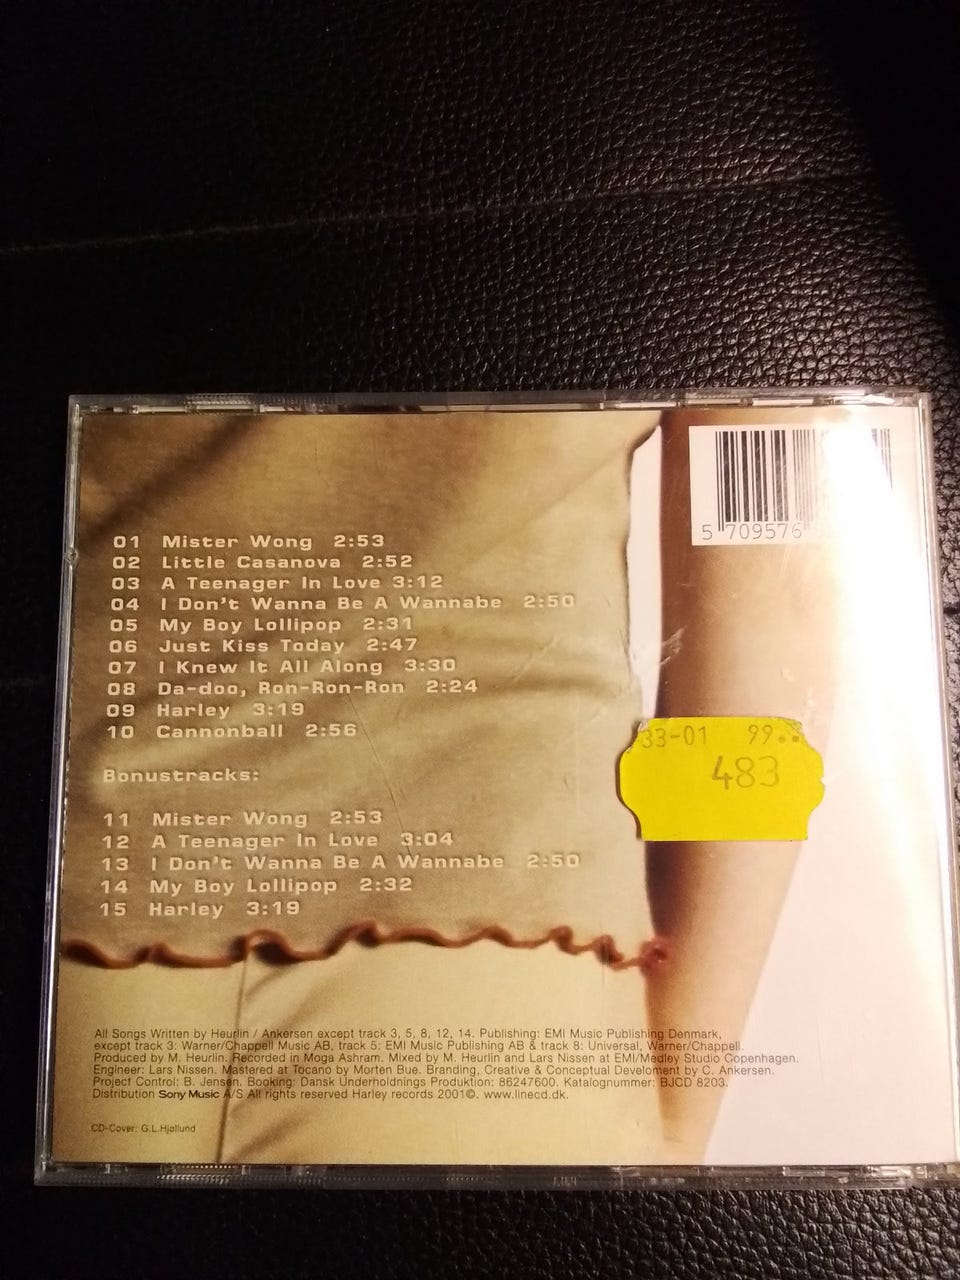 5 709576
01 Mister Wong 2:53
02 Little Casanova 2:52
03 A Teenager In Love 3:12
04 I Don't Wanna Be A Wannabe 2:50
05 My Boy Lollipop 2:31
06 Just Kiss Today 2:47
07 I Knew It All Along 3:30
08 Da-doo, Ron-Ron-Ron 2:24
09 Harley 3:19
10 Cannonball 2:56
33-01 99
483
Bonustracks:
11 Mister Wong 2:53
12 A Teenager In Love 3:04
13 I Don't Wanna Be A Wannabe 2:50
14 My Boy Lollipop 2:32
15 Harley 3:19
All Songs Written by Heurlin / Ankersen except track 3, 5, 8, 12, 14. Publishing: EMI Music Publishing Denmark,
except track 3: Warner/Chappell Music AB, track 5: EMI Music Publishing AB & track 8: Universal, Warner/Chappell.
Produced by M. Heurlin. Recorded in Moga Ashram. Mixed by M. Heurlin and Lars Nissen at EMI/Medley Studio Copenhagen.
Engineer: Lars Nissen. Mastered at Tocano by Morten Bue. Branding, Creative & Conceptual Develoment by C. Ankersen.
Project Control: B. Jensen. Booking: Dansk Underholdnings Produktion: 86247600. Katalognummer: BJCD 8203.
Distribution Sony Music A/S All rights reserved Harley records 2001©. www.linecd.dk.
CD-Cover: G.L.Hjøllund